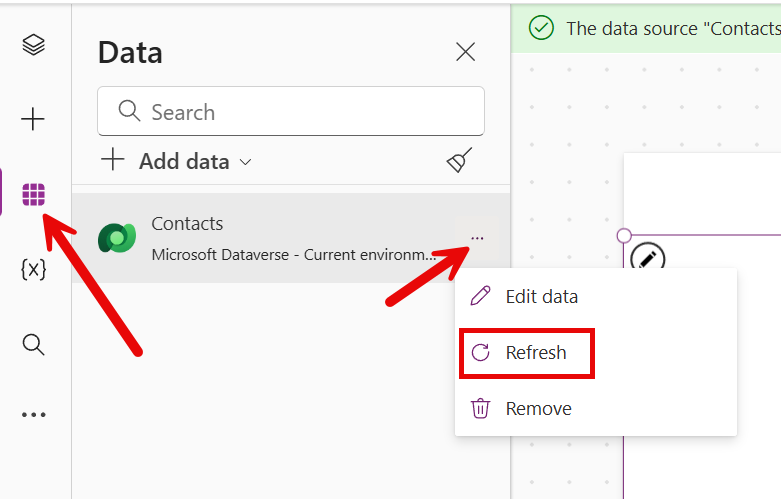 Data
The data source "Contacts
Search
Add data
Contacts
Microsoft Dataverse - Current environm...
{x}
Edit data
Refresh
Remove